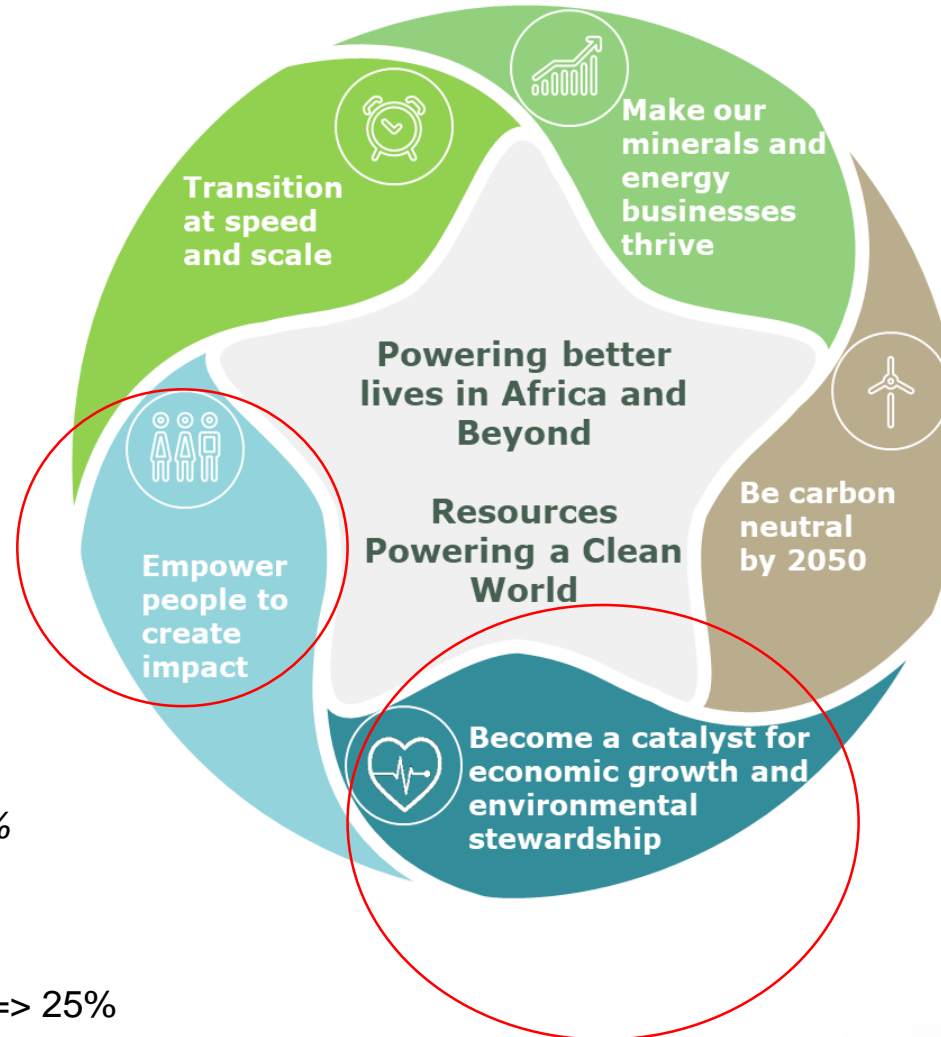 Make our
minerals and
energy
businesses
thrive
Transition
at speed
and scale
Powering better
lives in Africa and
Beyond
Resources
Powering a Clean
World
Be carbon
neutral
by 2050
Empower
people to
create
impact
Become a catalyst for
economic growth and
environmental
stewardship
%
=> 25%